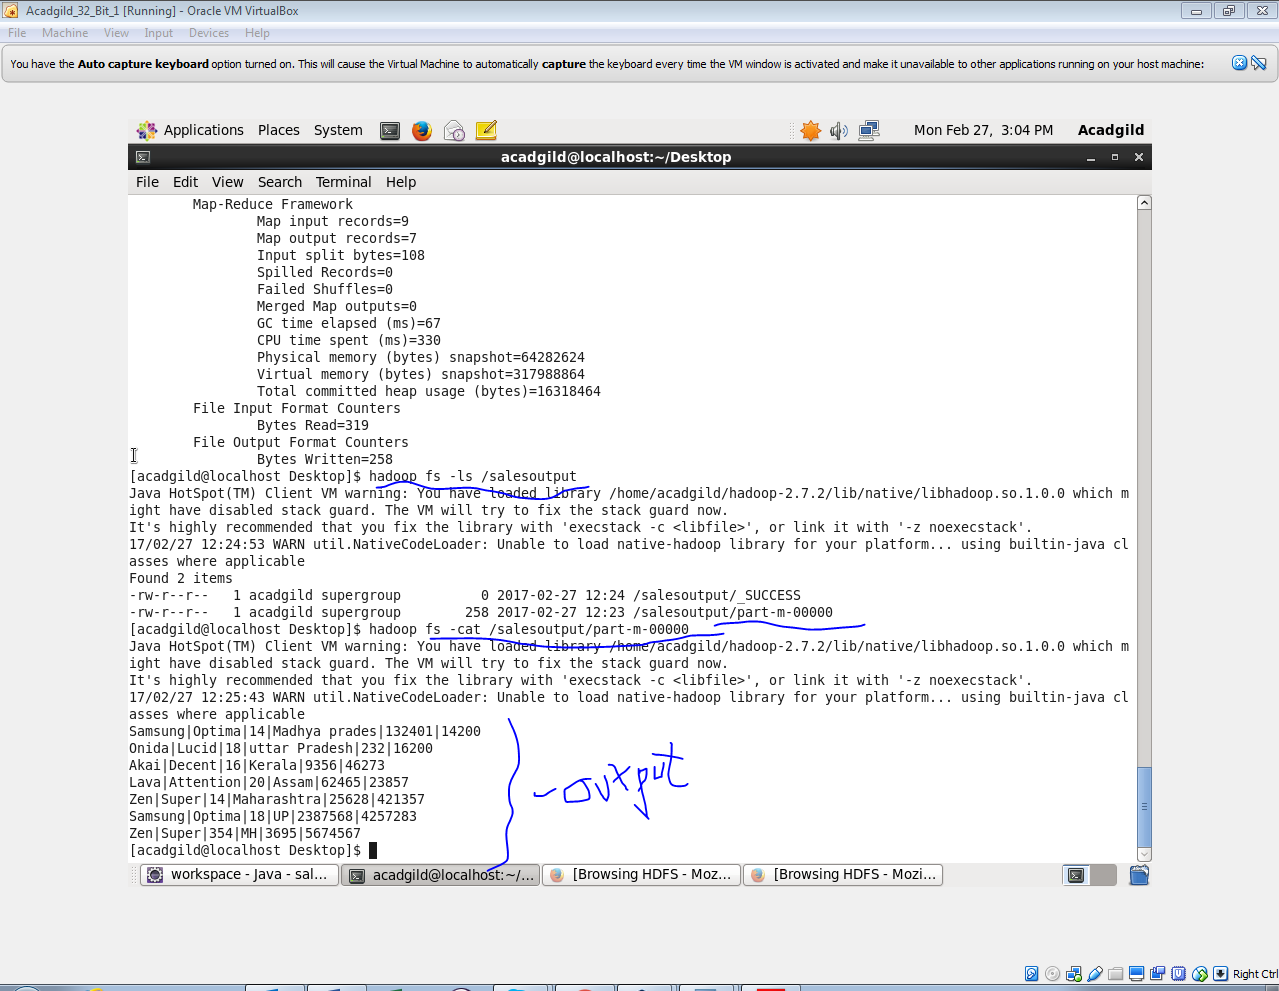 Acadgild_32_Bit_1 [Running] - Oracle VM VirtualBox
File Machine View Input Devices Help
You have the Auto capture keyboard option turned on. This will cause the Virtual Machine to automatically capture the keyboard every time the VM window is activated and make it unavailable to other applications running on your host machine:
Applications Places System Mon Feb 27, 3:04 PM Acadgild
acadgild@localhost:~/Desktop
File Edit View Search Terminal Help
Map-Reduce Framework
Map input records=9
Map output records=7
Input split bytes=108
Spilled Records=0
Failed Shuffles=0
Merged Map outputs=0
GC time elapsed (ms)=67
CPU time spent (ms)=330
Physical memory (bytes) snapshot=64282624
Virtual memory (bytes) snapshot=317988864
Total committed heap usage (bytes)=16318464
File Input Format Counters
Bytes Read=319
File Output Format Counters
Bytes Written=258
[acadgild@localhost Desktop]$ hadoop fs -ls /salesoutput
Java HotSpot(TM) Client VM warning: You have loaded library /home/acadgild/hadoop-2.7.2/lib/native/libhadoop.so.1.0.0 which m
ight have disabled stack guard. The VM will try to fix the stack guard now.
It's highly recommended that you fix the library with 'execstack -c <libfile>', or link it with '-z noexecstack'.
17/02/27 12:24:53 WARN util.NativeCodeLoader: Unable to load native-hadoop library for your platform... using builtin-java cl
asses where applicable
Found 2 items
-rw-r--r-- 1 acadgild supergroup 0 2017-02-27 12:24 /salesoutput/_SUCCESS
-rw-r--r-- 1 acadgild supergroup 258 2017-02-27 12:23 /salesoutput/part-m-00000
[acadgild@localhost Desktop]$ hadoop fs -cat /salesoutput/part-m-00000
Java HotSpot(TM) Client VM warning: You have loaded library /home/acadgild/hadoop-2.7.2/lib/native/libhadoop.so.1.0.0 which m
ight have disabled stack guard. The VM will try to fix the stack guard now.
It's highly recommended that you fix the library with 'execstack -c <libfile>', or link it with '-z noexecstack'.
17/02/27 12:25:43 WARN util.NativeCodeLoader: Unable to load native-hadoop library for your platform... using builtin-java cl
asses where applicable
Samsung|Optima|14|Madhya prades|132401|14200
Onida|Lucid|18|uttar Pradesh|232|16200
Akai|Decent|16|Kerala|9356|46273
Lava|Attention|20|Assam|62465|23857
Zen|Super|14|Maharashtra|25628|421357
Samsung|Optima|18|UP|2387568|4257283
Zen|Super|354|MH|3695|5674567
- output
[acadgild@localhost Desktop]$
workspace - Java - sal... acadgild@localhost:~/... [Browsing HDFS - Moz... [Browsing HDFS - Mozi...
Right Ctrl